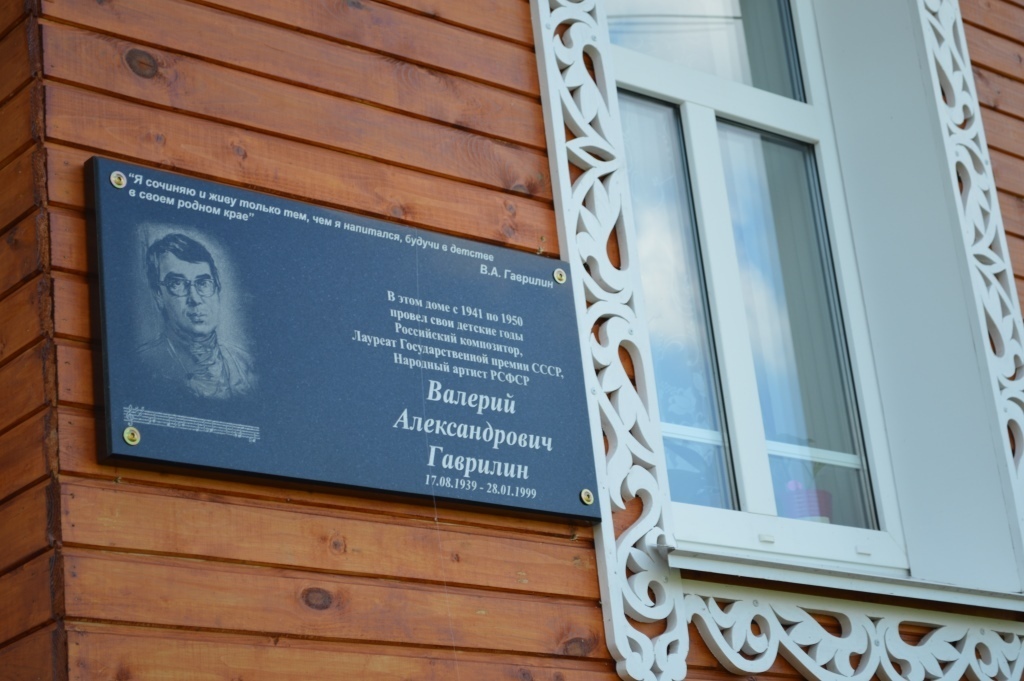 “Я сочиняю и живу только тем, чем я напитался, будучи в детстве
в своем родном крае”
В.А. Гаврилин
В этом доме с 1941 по 1950
провел свои детские годы
Российский композитор,
Лауреат Государственной премии СССР,
Народный артист РСФСР
Валерий
Александрович
Гаврилин
17.08.1939 - 28.01.1999